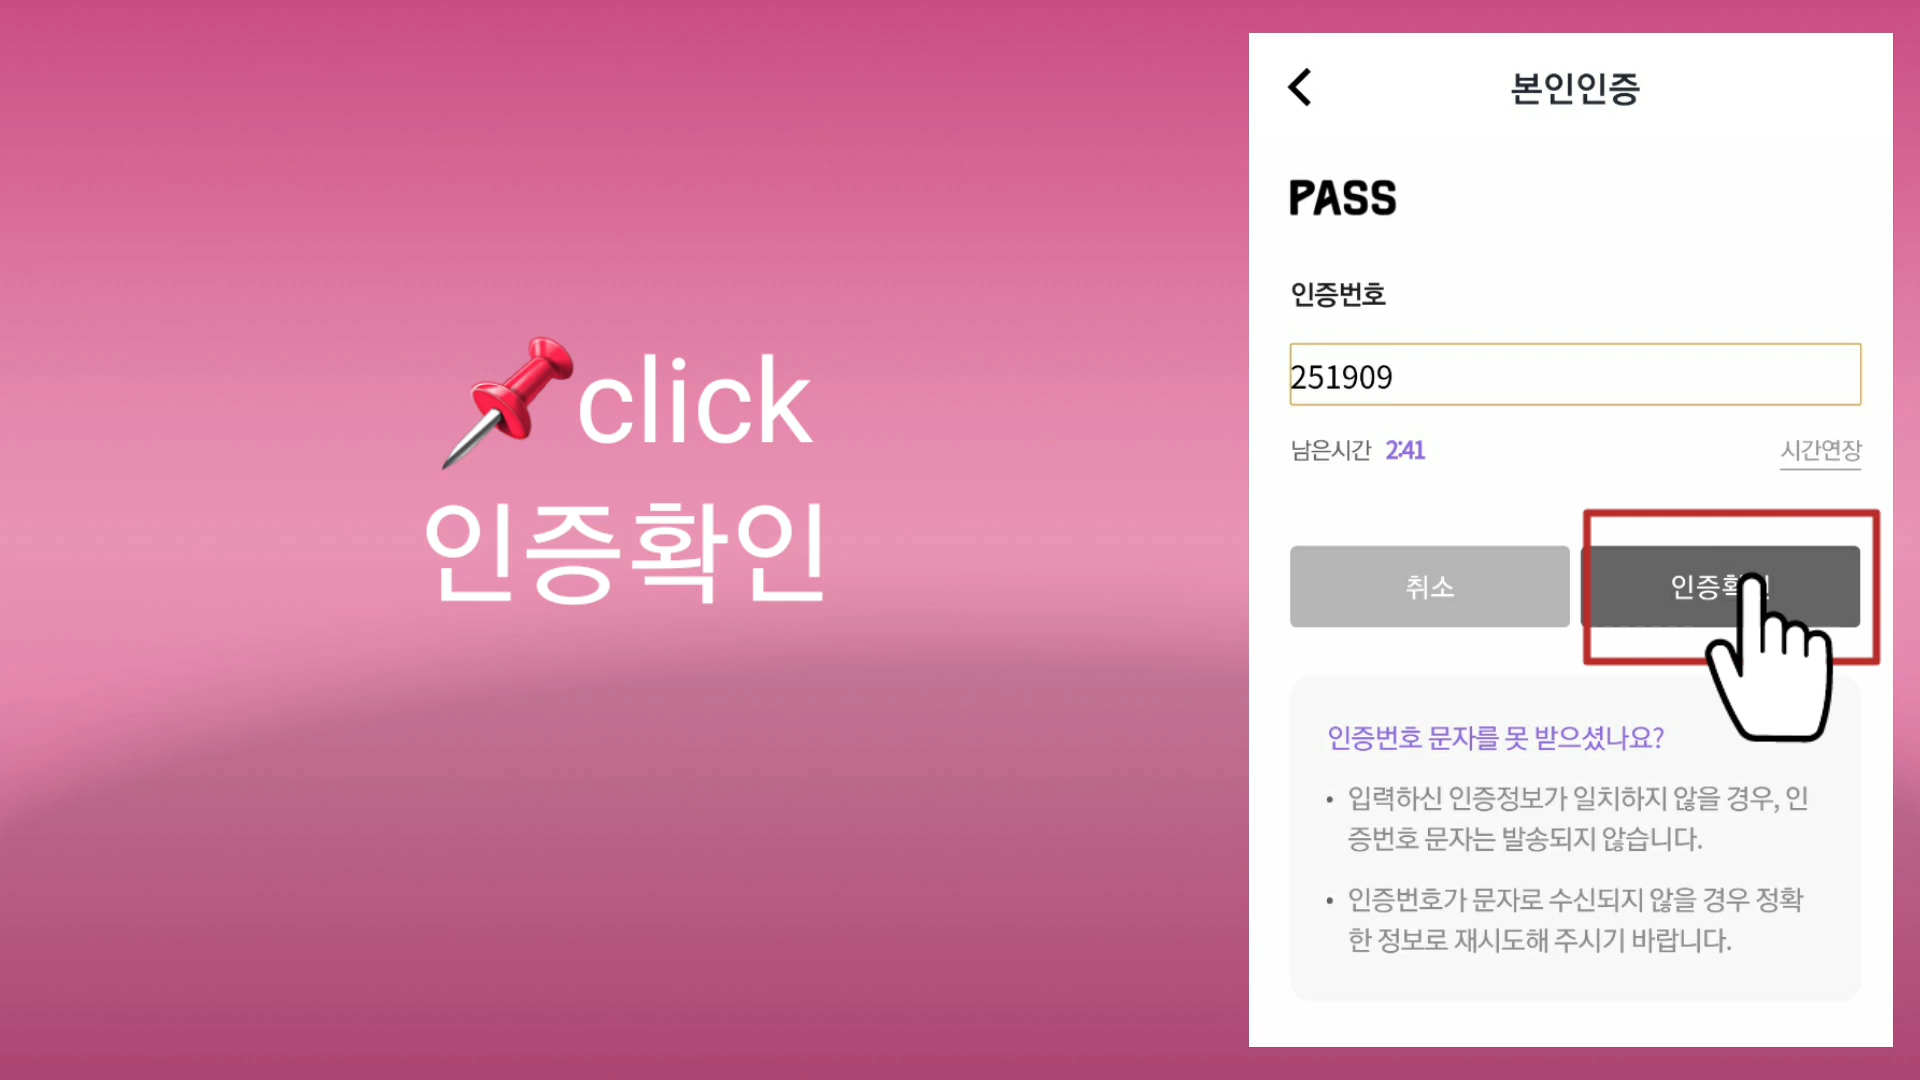 📌click
인증확인
본인인증
PASS
인증번호
251909
남은시간 2:41
시간연장
취소
인증확인
인증번호 문자를 못 받으셨나요?
• 입력하신 인증정보가 일치하지 않을 경우, 인
증번호 문자는 발송되지 않습니다.
• 인증번호가 문자로 수신되지 않을 경우 정확
한 정보로 재시도해 주시기 바랍니다.